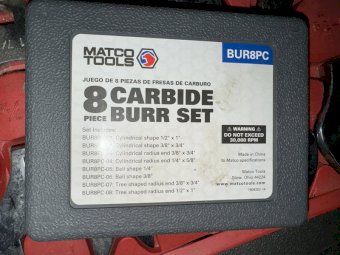 MATCO
TOOLS
BUR8PC
JUEGO DE 8 PIEZAS DE FRESAS DE CARBURO
8 PIECE CARBIDE
BURR SET
WARNING
DO NOT EXCEED
30,000 RPM
Set includes:
Cylindrical shape 1/2" x 1"
Cylindrical shape 3/8" x 3/4"
Cylindrical radius end 3/8" x 3/4"
BUR8PC-04: Cylindrical radius end 1/4" x 5/8"
BUR8PC-05: Ball shape 1/4"
BUR8PC-06: Ball shape 3/8"
BUR8PC-07: Tree shaped radius end 3/8" x 3/4"
BUR8PC-08: Tree shaped radius end 1/2" x 1"
Made in China
to Matco specifications
Matco Tools
Stow, Ohio 44224
www.matcotools.com